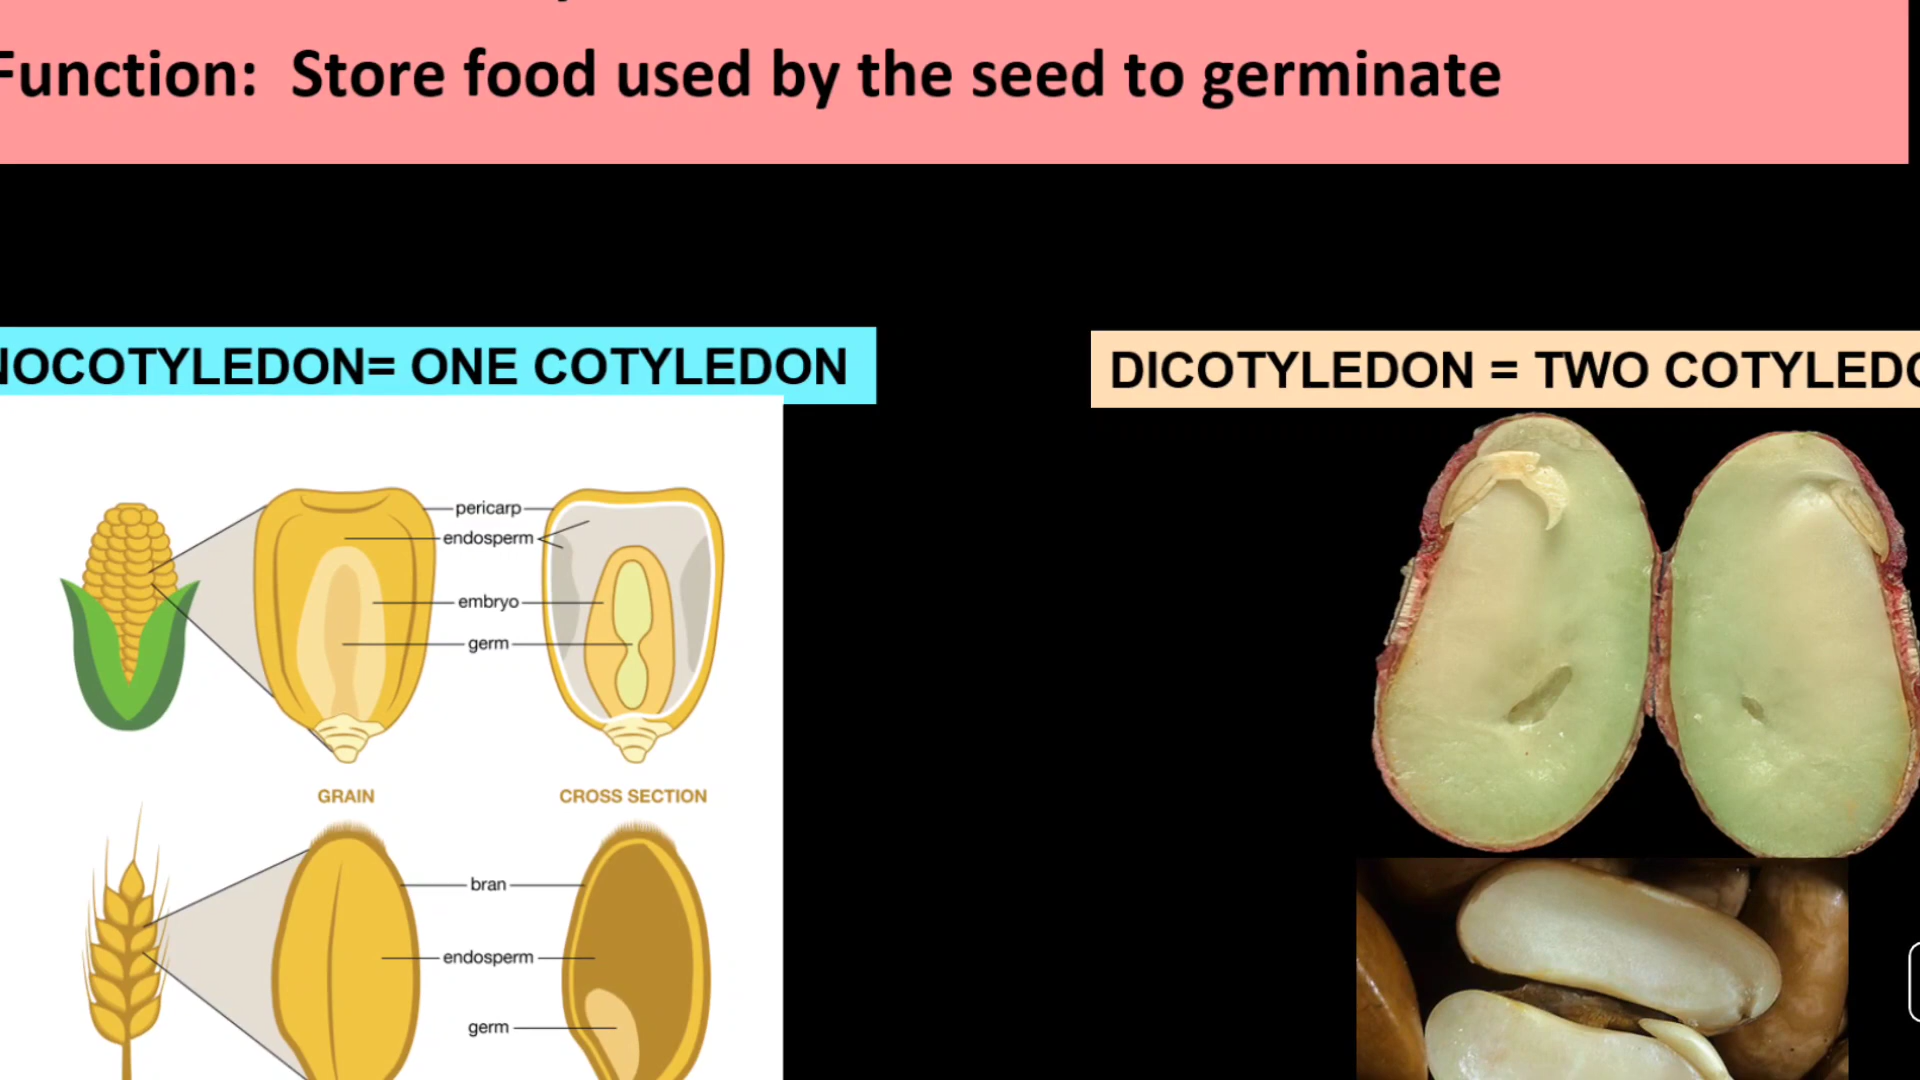 Function: Store food used by the seed to germinate
NOCOTYLEDON= ONE COTYLEDON
DICOTYLEDON = TWO COTYLEDO
pericarp
endosperm
embryo
germ
GRAIN
CROSS SECTION
bran
endosperm
germ